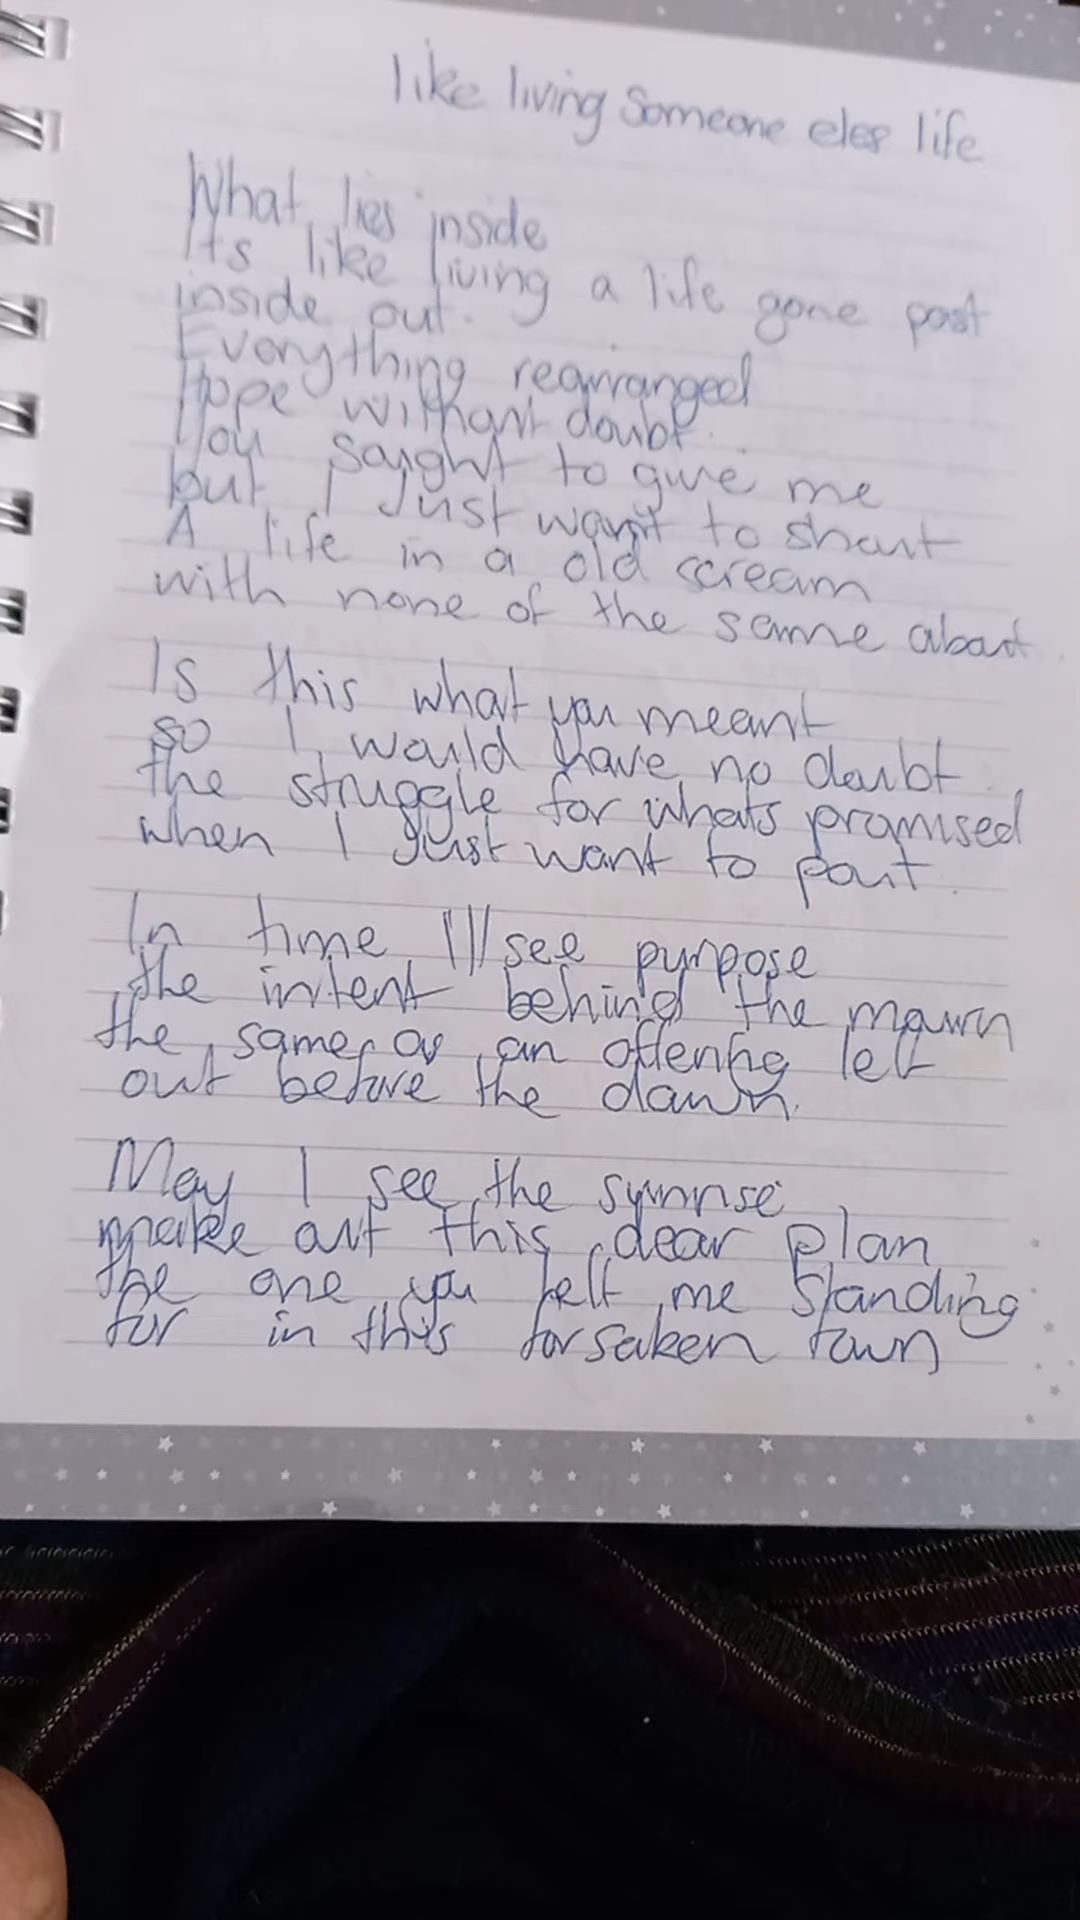 like living Someone eles life
What lies inside
Its like living a life gone past
inside out.
Everything rearranged
Hope without doubt.
You sought to give me
but I Just want to shout
A life in a old scream
with none of the same about.
Is this what you meant
so I would have no doubt
the struggle for whats promised
when I just want to pout.
In time I'll see purpose
the intent behind the mourn
the same as an offering left
out before the dawn.
May I see the sunrise
make out this dear plan
the one you left me Standing
for in this forsaken town